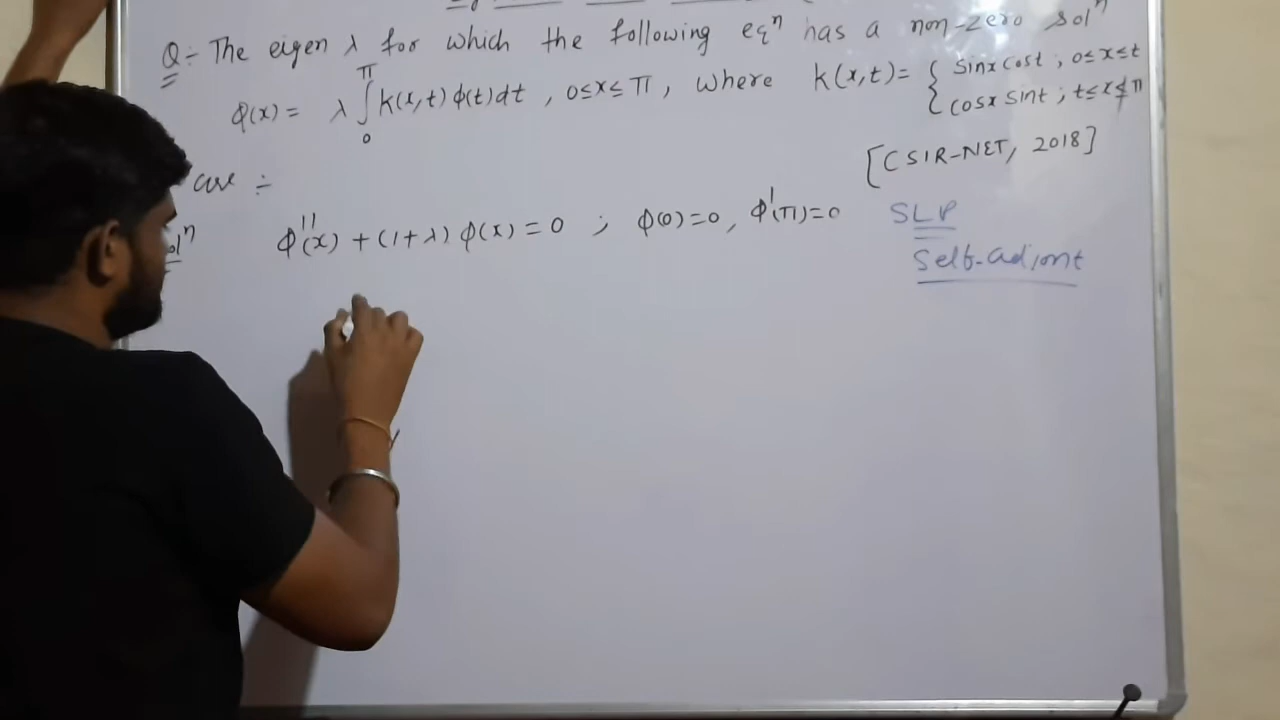 Q:- The eigen λ for which the following eqⁿ has a non-zero solⁿ
φ(x) = λ ∫₀^π k(x,t) φ(t)dt , 0≤x≤π, where k(x,t) = { sinx cost ; 0≤x≤t
cosx sint ; t≤x≤π
[CSIR-NET, 2018]
are ÷
φ''(x) + (1+λ) φ(x) = 0 ; φ(0)=0, φ'(π)=0
SLP
Self-adjoint